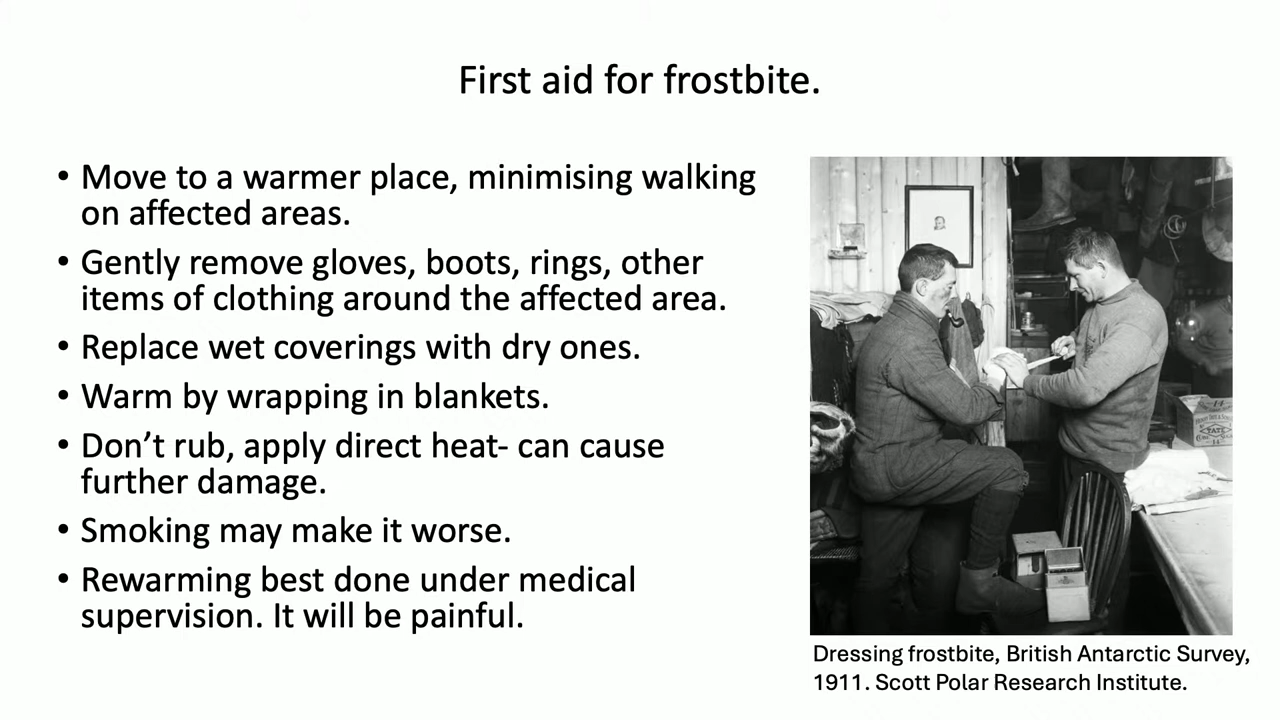 First aid for frostbite.
• Move to a warmer place, minimising walking
on affected areas.
• Gently remove gloves, boots, rings, other
items of clothing around the affected area.
• Replace wet coverings with dry ones.
• Warm by wrapping in blankets.
• Don’t rub, apply direct heat- can cause
further damage.
• Smoking may make it worse.
• Rewarming best done under medical
supervision. It will be painful.
TATE
Dressing frostbite, British Antarctic Survey,
1911. Scott Polar Research Institute.